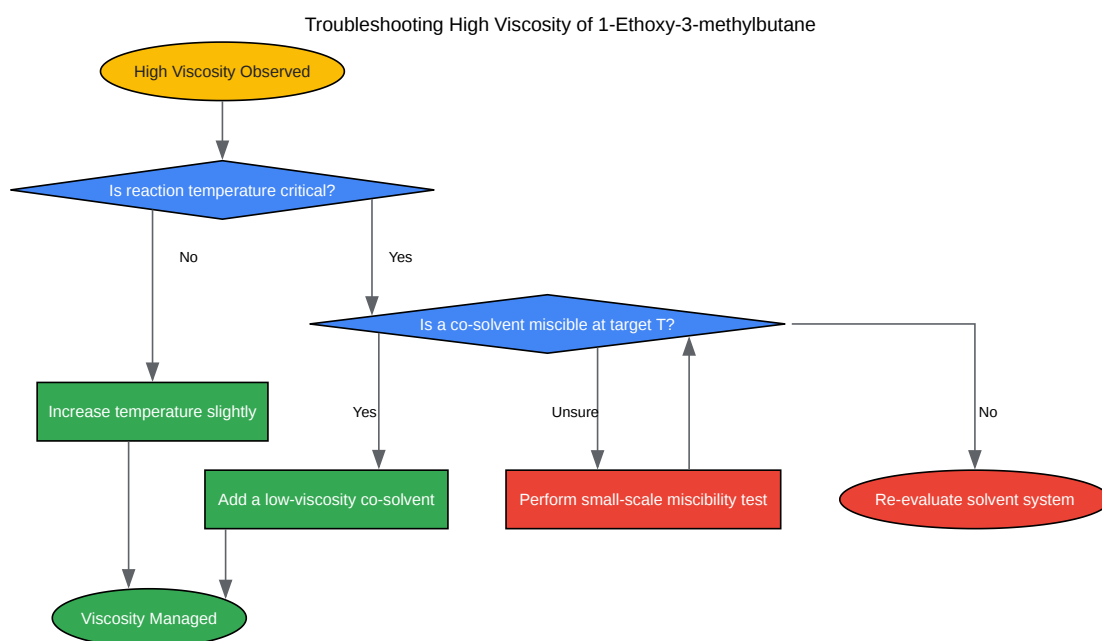 Troubleshooting High Viscosity of 1-Ethoxy-3-methylbutane
High Viscosity Observed
Is reaction temperature critical?
No
Yes
Is a co-solvent miscible at target T?
Increase temperature slightly
Yes
Unsure
No
Add a low-viscosity co-solvent
Perform small-scale miscibility test
Re-evaluate solvent system
Viscosity Managed